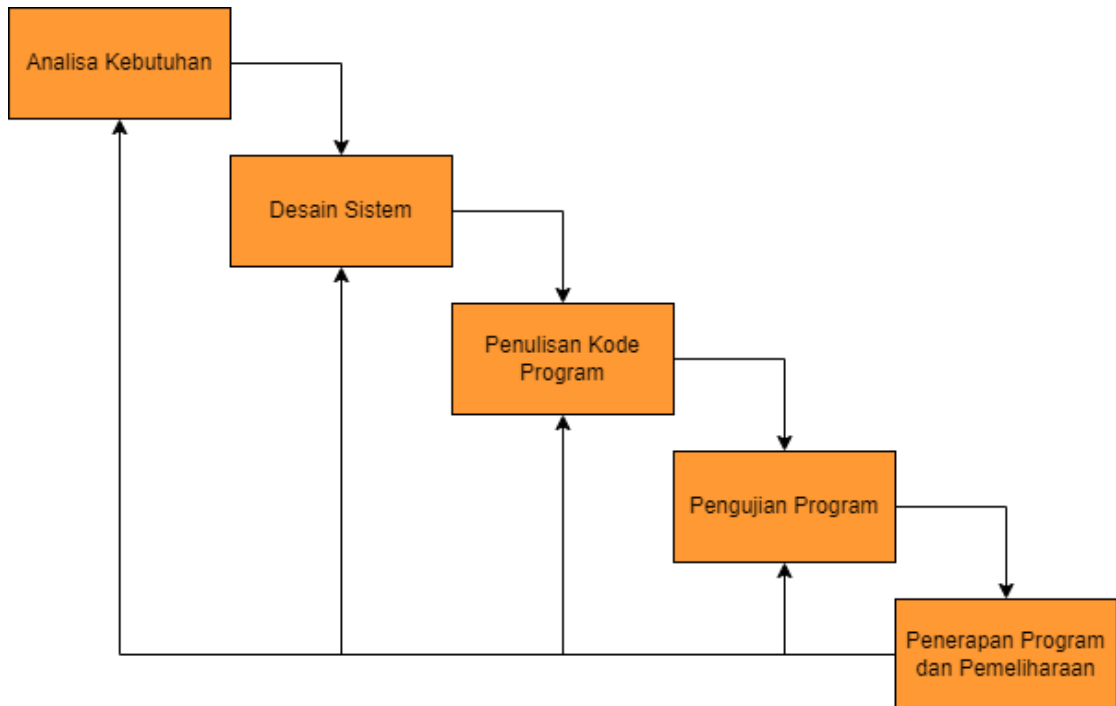 Analisa Kebutuhan
Desain Sistem
Penulisan Kode
Program
Pengujian Program
Penerapan Program
dan Pemeliharaan